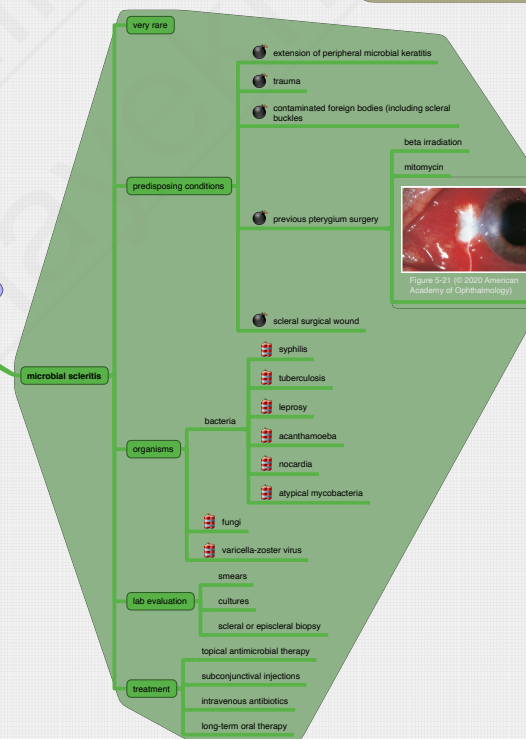 very rare
extension of peripheral microbial keratitis
trauma
contaminated foreign bodies (including scleral
buckles
beta irradiation
mitomycin
predisposing conditions
previous pterygium surgery
Figure 5-21 (© 2020 American
Academy of Ophthalmology)
scleral surgical wound
microbial scleritis
syphilis
tuberculosis
leprosy
bacteria
acanthamoeba
organisms
nocardia
atypical mycobacteria
fungi
varicella-zoster virus
smears
lab evaluation
cultures
scleral or episcleral biopsy
topical antimicrobial therapy
subconjunctival injections
treatment
intravenous antibiotics
long-term oral therapy